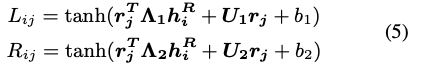 L_{ij} = tanh(r_j^T Λ_1 h_i^R + U_1 r_j + b_1)
R_{ij} = tanh(r_j^T Λ_2 h_i^R + U_2 r_j + b_2)
(5)